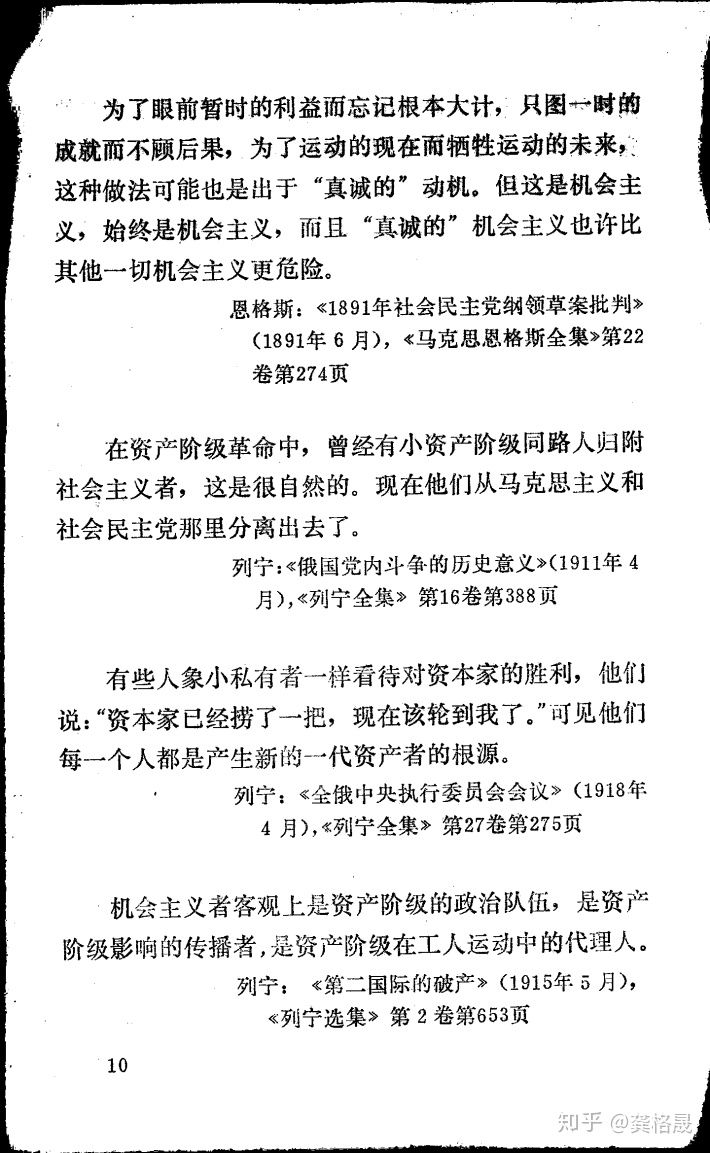 为了眼前暂时的利益而忘记根本大计，只图一时的
成就而不顾后果，为了运动的现在而牺牲运动的未来，
这种做法可能也是出于“真诚的”动机。但这是机会主
义，始终是机会主义，而且“真诚的”机会主义也许比
其他一切机会主义更危险。
恩格斯：《1891年社会民主党纲领草案批判》
（1891年 6 月），《马克思恩格斯全集》第22
卷第274页
在资产阶级革命中，曾经有小资产阶级同路人归附
社会主义者，这是很自然的。现在他们从马克思主义和
社会民主党那里分离出去了。
列宁：《俄国党内斗争的历史意义》（1911年 4
月），《列宁全集》 第16卷第388页
有些人象小私有者一样看待对资本家的胜利，他们
说：“资本家已经捞了一把，现在该轮到我了。”可见他们
每一个人都是产生新的一代资产者的根源。
列宁：《全俄中央执行委员会会议》（1918年
4 月），《列宁全集》 第27卷第275页
机会主义者客观上是资产阶级的政治队伍，是资产
阶级影响的传播者，是资产阶级在工人运动中的代理人。
列宁： 《第二国际的破产》（1915年 5 月），
《列宁选集》 第 2 卷第653页
10
知乎 @龚格晟